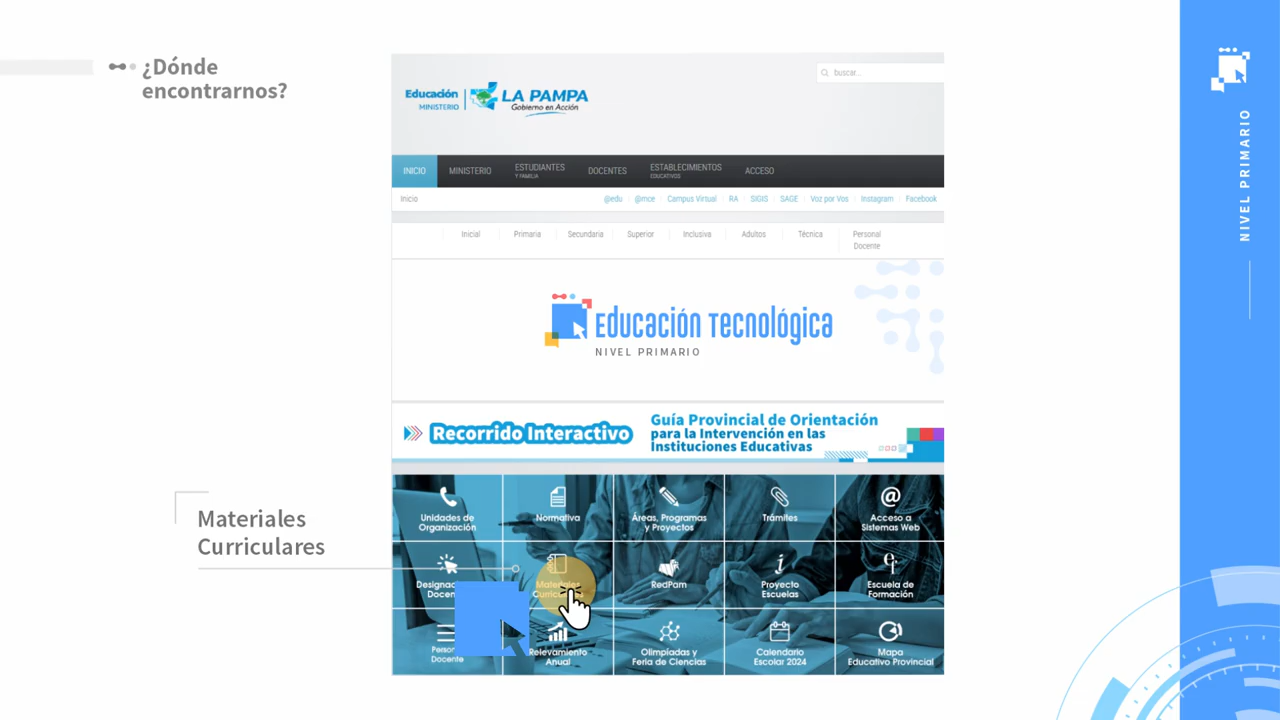 ¿Dónde
encontrarnos?
buscar...
Educación
MINISTERIO
LA PAMPA
Gobierno en Acción
INICIO
MINISTERIO
ESTUDIANTES
Y FAMILIA
DOCENTES
ESTABLECIMIENTOS
EDUCATIVOS
ACCESO
Inicio
@edu
@mce
Campus Virtual
RA
SIGIS
SAGE
Voz por Vos
Instagram
Facebook
Inicial
Primaria
Secundaria
Superior
Inclusiva
Adultos
Técnica
Personal
Docente
Educación Tecnológica
NIVEL PRIMARIO
Recorrido Interactivo
Guía Provincial de Orientación
para la Intervención en las
Instituciones Educativas
Unidades de
Organización
Normativa
Áreas, Programas
y Proyectos
Trámites
Acceso a
Sistemas Web
Materiales
Curriculares
RedPam
Proyecto
Escuelas
Escuela de
Formación
Docente
Relevamiento
Anual
Olimpíadas y
Feria de Ciencias
Calendario
Escolar 2024
Mapa
Educativo Provincial
Materiales
Curriculares
NIVEL PRIMARIO